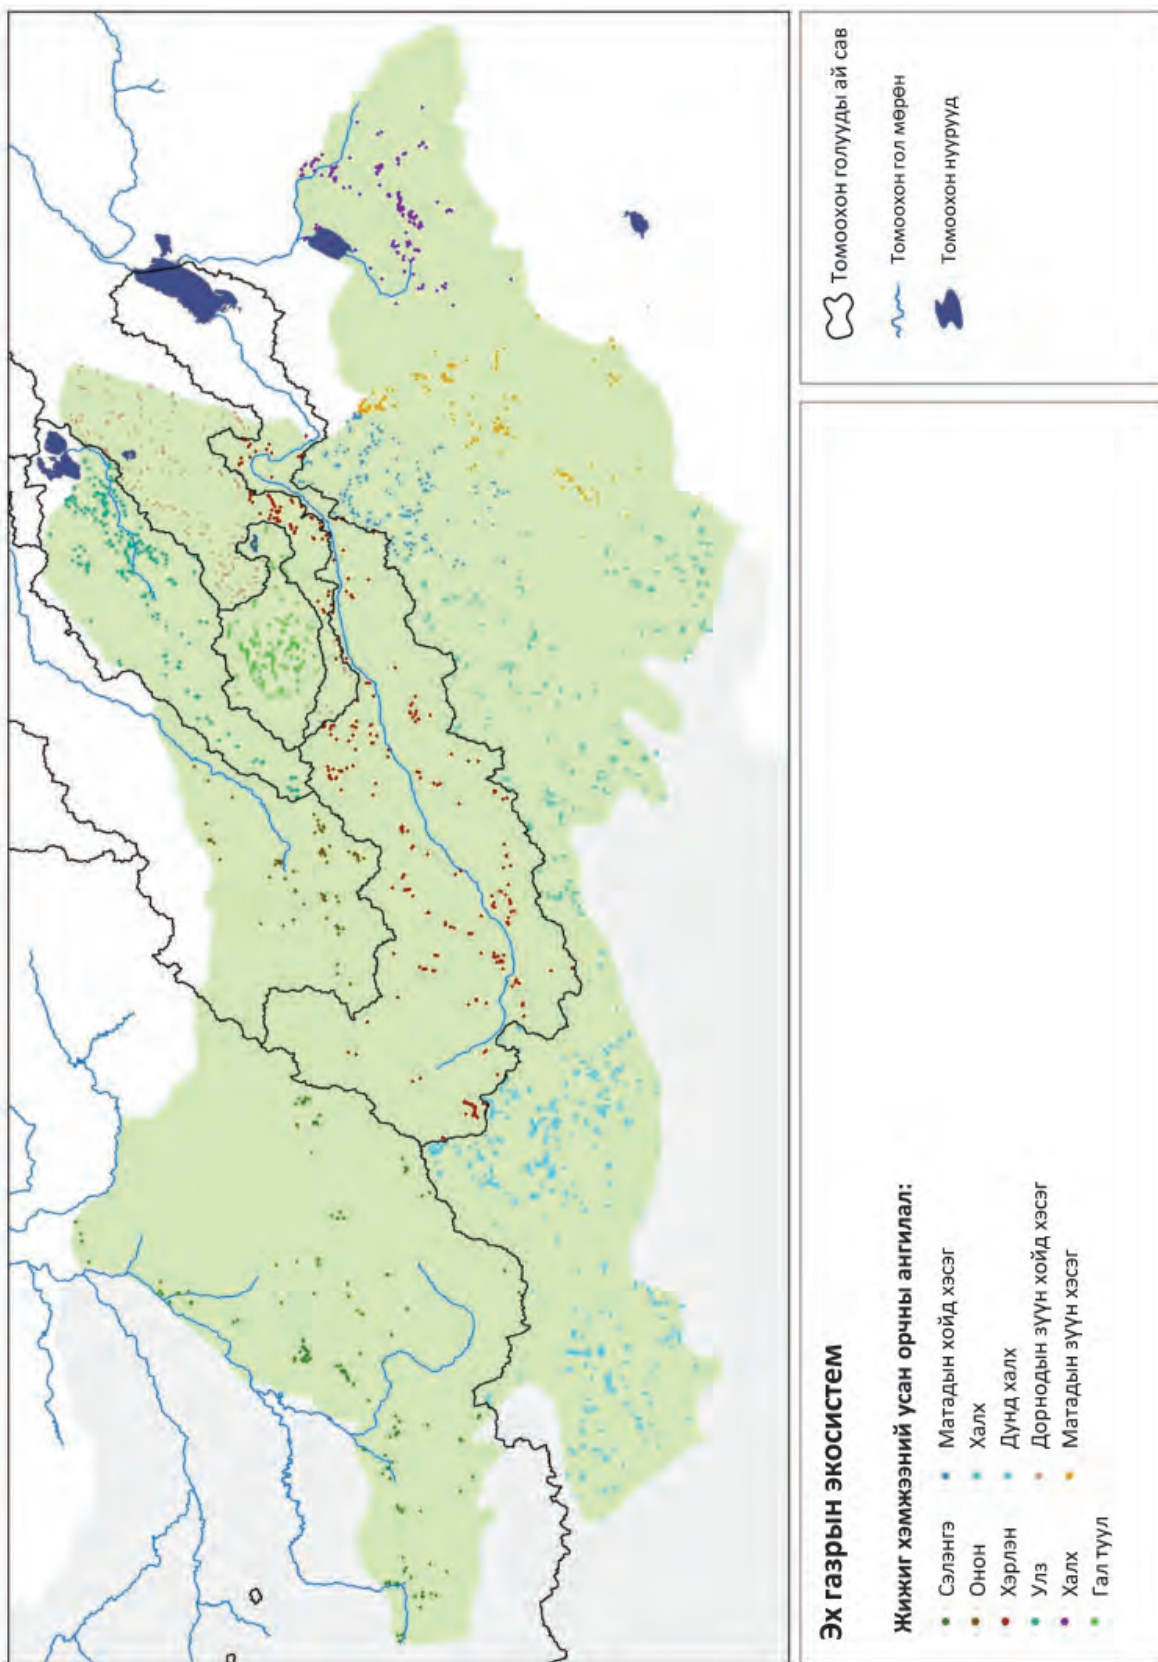 Эх газрын экосистем
Жижиг хэмжээний усан орчны ангилал:
Сэлэнгэ
Онон
Хэрлэн
Улз
Халх
Гал туул
Матадын хойд хэсэг
Халх
Дунд халх
Дорнодын зүүн хойд хэсэг
Матадын зүүн хэсэг
Томоохон голууды ай сав
Томоохон гол мөрөн
Томоохон нуурууд